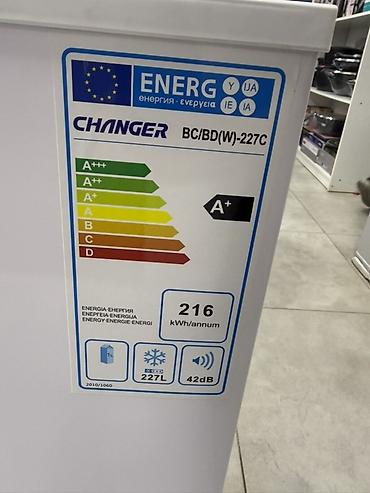 ENERG
Y IJA
IE IA
енергия · ενεργεια
CHANGER BC/BD(W)-227C
A+++
A++
A+
A
B
C
D
A+
ENERGIA·ЕНЕРГИЯ
ΕΝΕΡΓΕΙΑ·ENERGIJA
ENERGY·ENERGIE·ENERGI
216
kWh/annum
227L
42dB
2010/1060